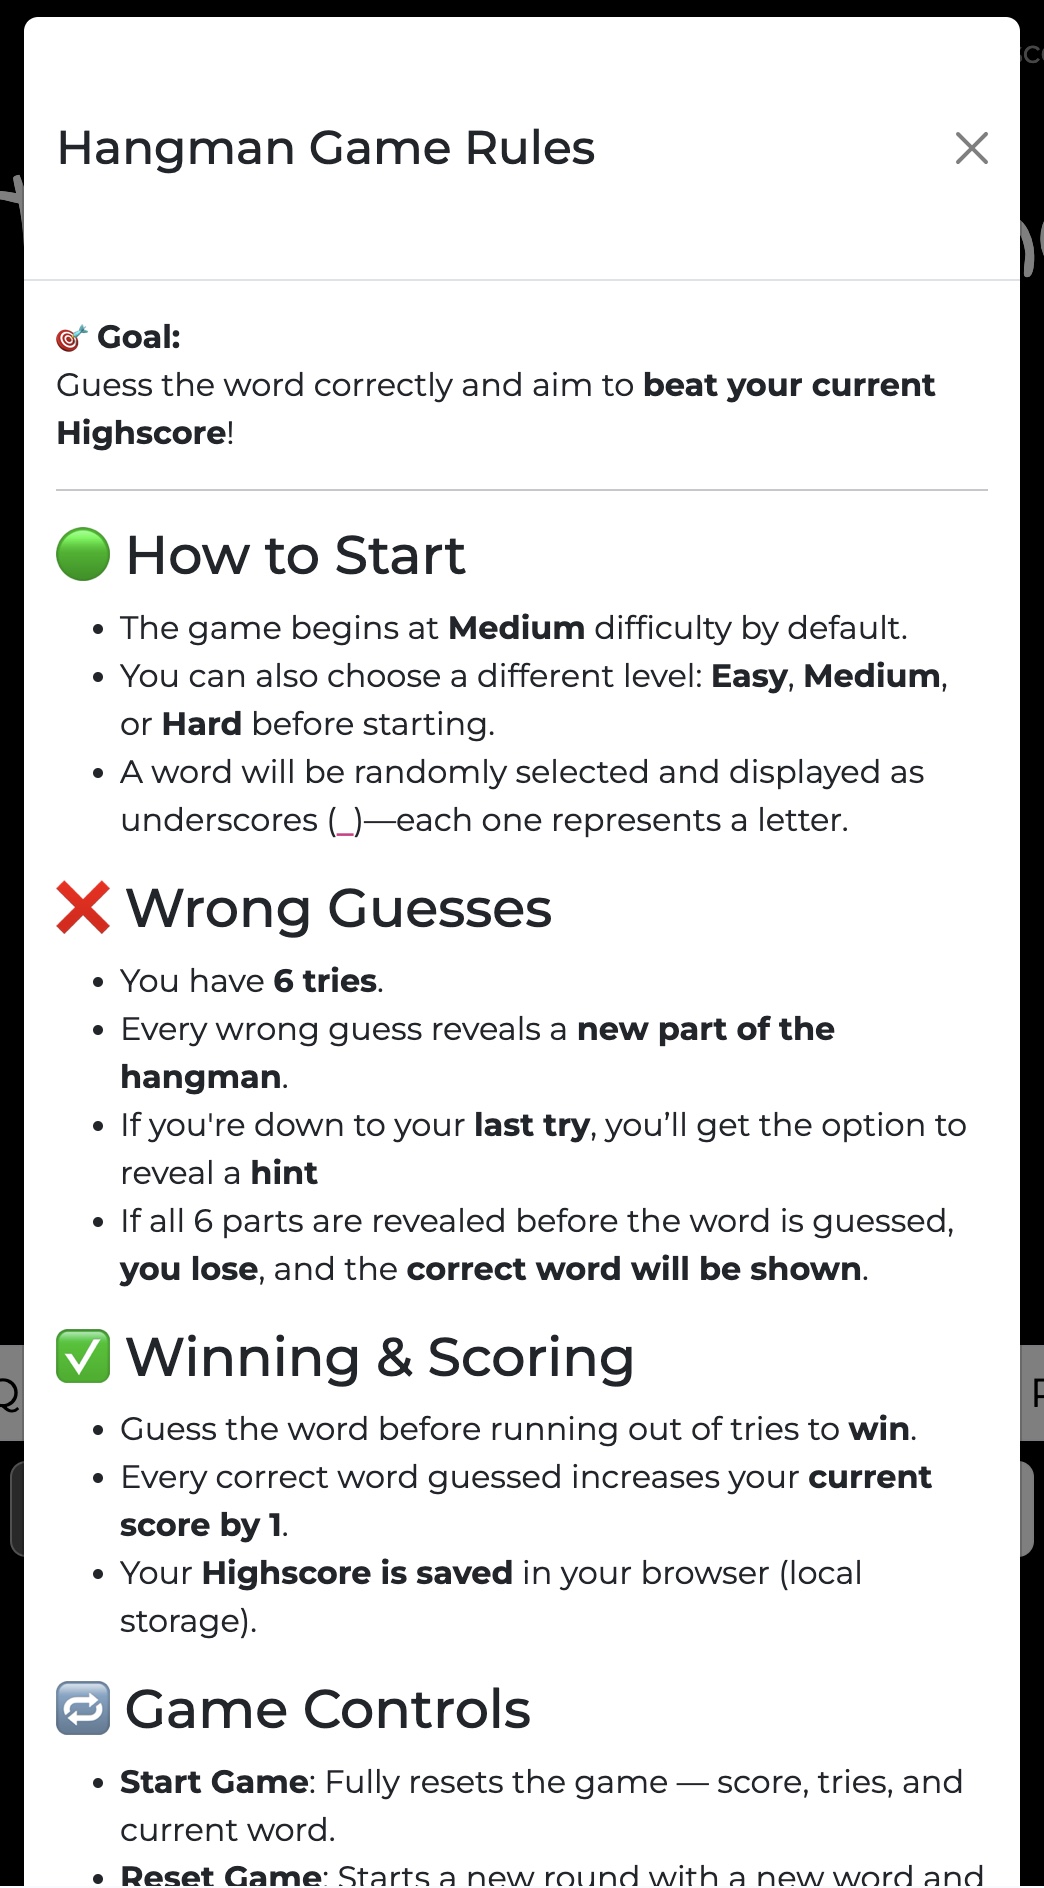 Hangman Game Rules
🎯 Goal:
Guess the word correctly and aim to beat your current
Highscore!
How to Start
• The game begins at Medium difficulty by default.
• You can also choose a different level: Easy, Medium,
or Hard before starting.
• A word will be randomly selected and displayed as
underscores (_)—each one represents a letter.
❌ Wrong Guesses
• You have 6 tries.
• Every wrong guess reveals a new part of the
hangman.
• If you're down to your last try, you’ll get the option to
reveal a hint
• If all 6 parts are revealed before the word is guessed,
you lose, and the correct word will be shown.
✅ Winning & Scoring
• Guess the word before running out of tries to win.
• Every correct word guessed increases your current
score by 1.
• Your Highscore is saved in your browser (local
storage).
🔁 Game Controls
• Start Game: Fully resets the game — score, tries, and
current word.
• Reset Game: Starts a new round with a new word and